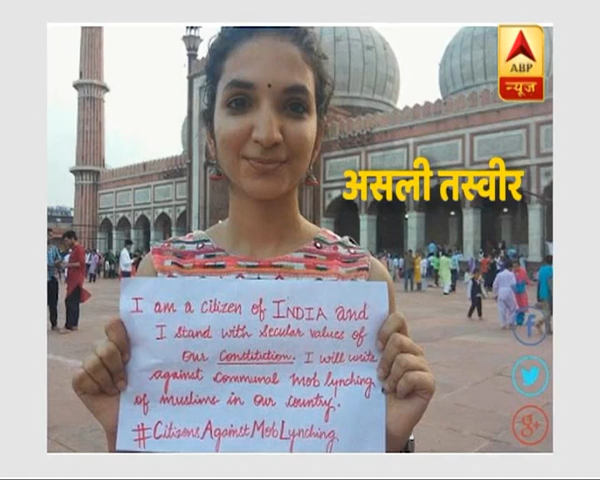 ABP
न्यूज़
असली तस्वीर
I am a citizen of INDIA and
I stand with secular values of
our Constitution. I will write
against communal mob lynching
of muslims in our country.
#CitizensAgainstMobLynching
f
g+